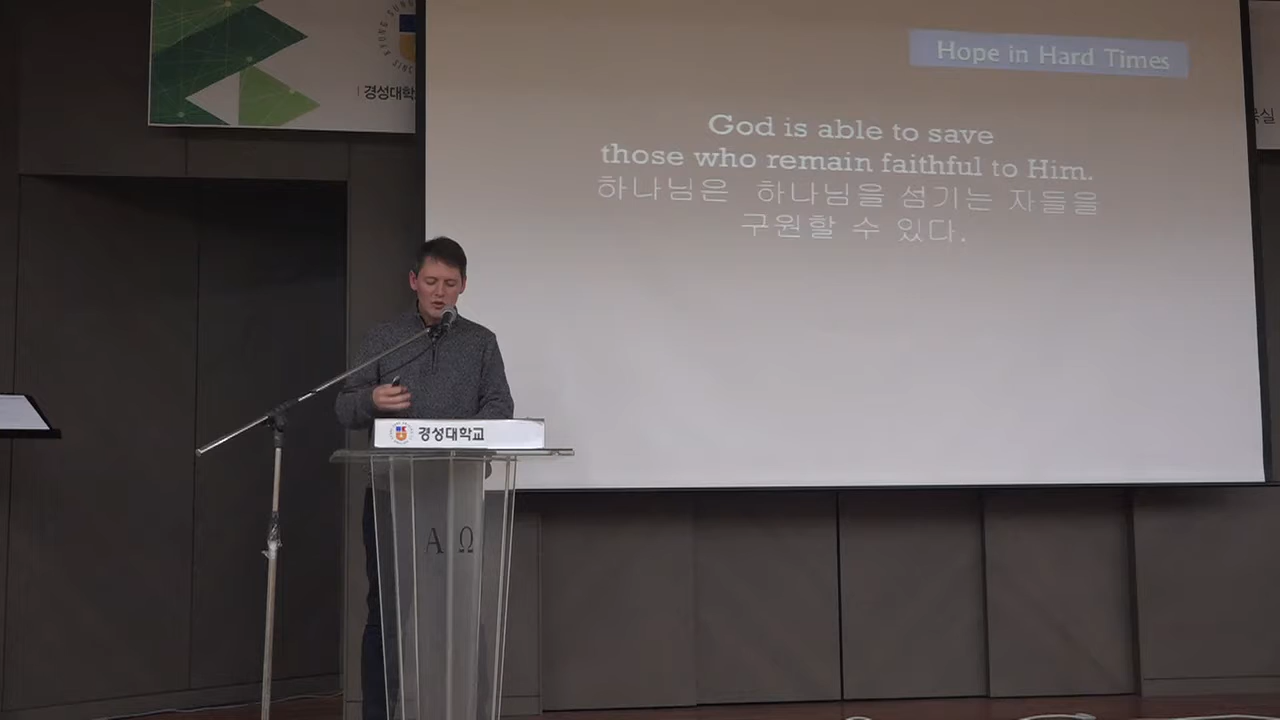 Hope in Hard Times
God is able to save
those who remain faithful to Him.
하나님은 하나님을 섬기는 자들을
구원할 수 있다.
경성대학
경성대학교
Α Ω